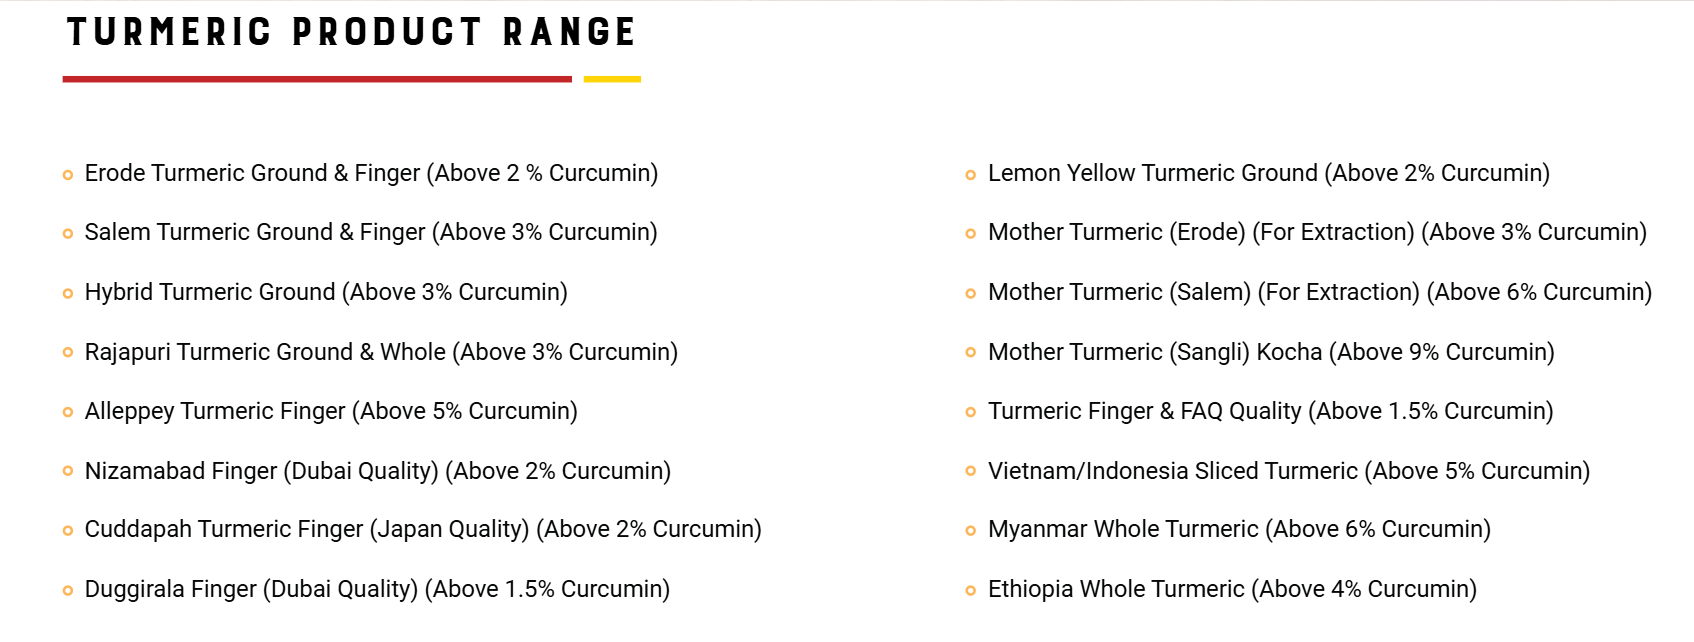 TURMERIC PRODUCT RANGE
Erode Turmeric Ground & Finger (Above 2 % Curcumin)
Salem Turmeric Ground & Finger (Above 3% Curcumin)
Hybrid Turmeric Ground (Above 3% Curcumin)
Rajapuri Turmeric Ground & Whole (Above 3% Curcumin)
Alleppey Turmeric Finger (Above 5% Curcumin)
Nizamabad Finger (Dubai Quality) (Above 2% Curcumin)
Cuddapah Turmeric Finger (Japan Quality) (Above 2% Curcumin)
Duggirala Finger (Dubai Quality) (Above 1.5% Curcumin)
Lemon Yellow Turmeric Ground (Above 2% Curcumin)
Mother Turmeric (Erode) (For Extraction) (Above 3% Curcumin)
Mother Turmeric (Salem) (For Extraction) (Above 6% Curcumin)
Mother Turmeric (Sangli) Kocha (Above 9% Curcumin)
Turmeric Finger & FAQ Quality (Above 1.5% Curcumin)
Vietnam/Indonesia Sliced Turmeric (Above 5% Curcumin)
Myanmar Whole Turmeric (Above 6% Curcumin)
Ethiopia Whole Turmeric (Above 4% Curcumin)